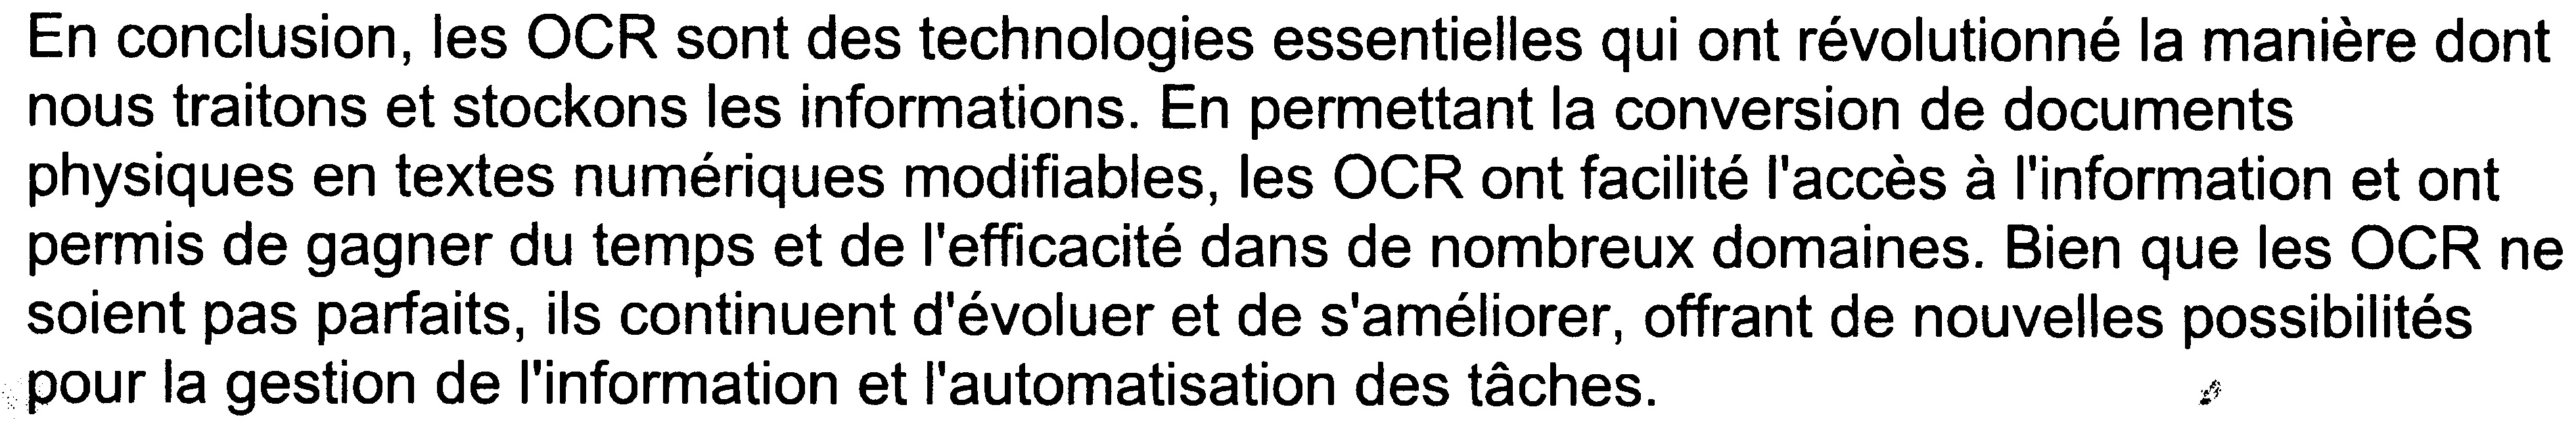 En conclusion, les OCR sont des technologies essentielles qui ont révolutionné la manière dont
nous traitons et stockons les informations. En permettant la conversion de documents
physiques en textes numériques modifiables, les OCR ont facilité l'accès à l'information et ont
permis de gagner du temps et de l'efficacité dans de nombreux domaines. Bien que les OCR ne
soient pas parfaits, ils continuent d'évoluer et de s'améliorer, offrant de nouvelles possibilités
pour la gestion de l'information et l'automatisation des tâches.